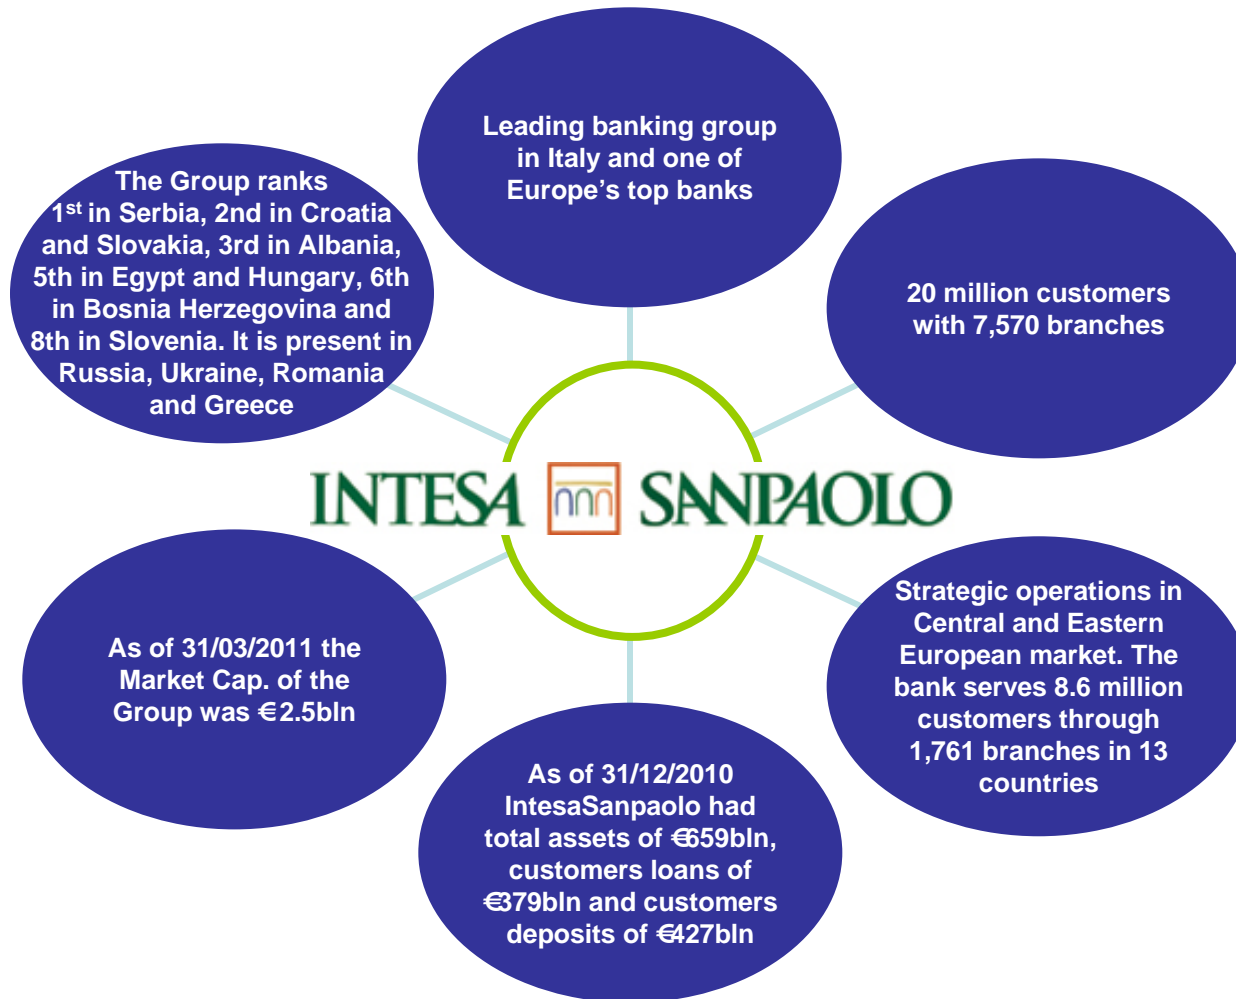 Leading banking group
in Italy and one of
Europe's top banks
The Group ranks
1st in Serbia, 2nd in Croatia
and Slovakia, 3rd in Albania,
5th in Egypt and Hungary, 6th
in Bosnia Herzegovina and
8th in Slovenia. It is present in
Russia, Ukraine, Romania
and Greece
20 million customers
with 7,570 branches
INTESA SANPAOLO
As of 31/03/2011 the
Market Cap. of the
Group was €2.5bln
Strategic operations in
Central and Eastern
European market. The
bank serves 8.6 million
customers through
1,761 branches in 13
countries
As of 31/12/2010
IntesaSanpaolo had
total assets of €659bln,
customers loans of
€379bln and customers
deposits of €427bln